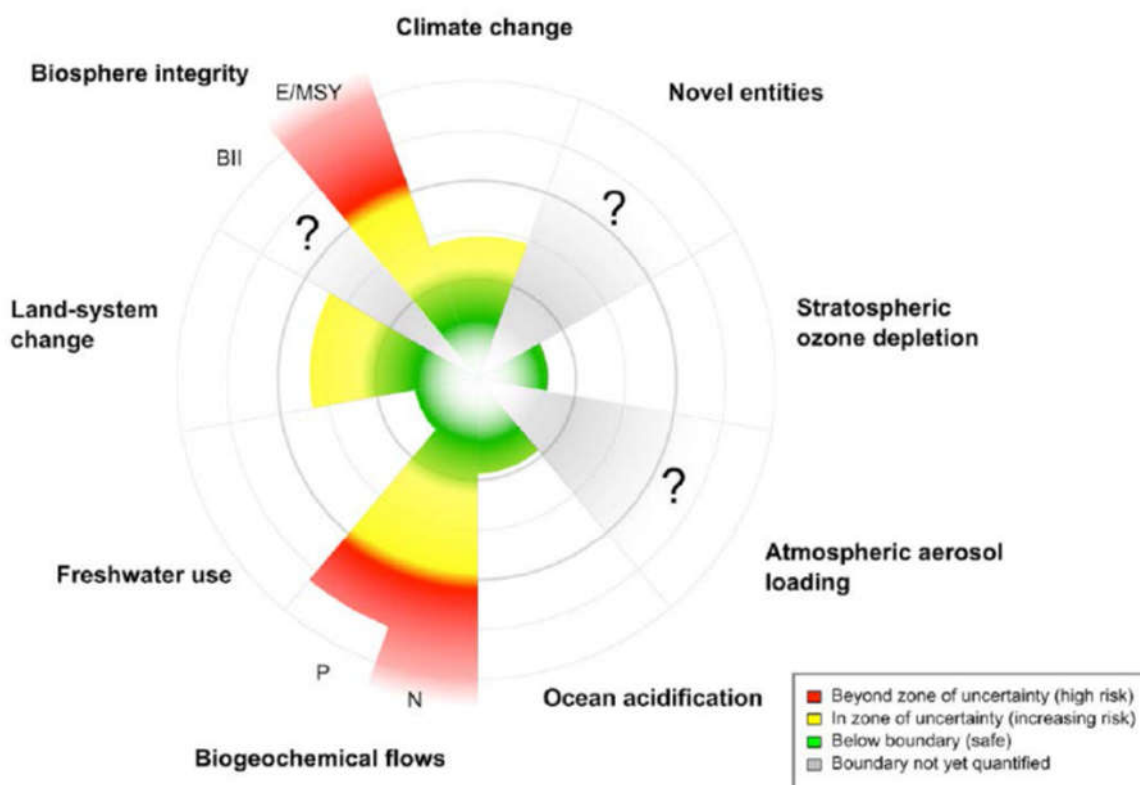 Climate change
Biosphere integrity
E/MSY
Novel entities
BII
?
?
Land-system
change
Stratospheric
ozone depletion
?
Atmospheric aerosol
loading
Freshwater use
P
N
Ocean acidification
Biogeochemical flows
Beyond zone of uncertainty (high risk)
In zone of uncertainty (increasing risk)
Below boundary (safe)
Boundary not yet quantified